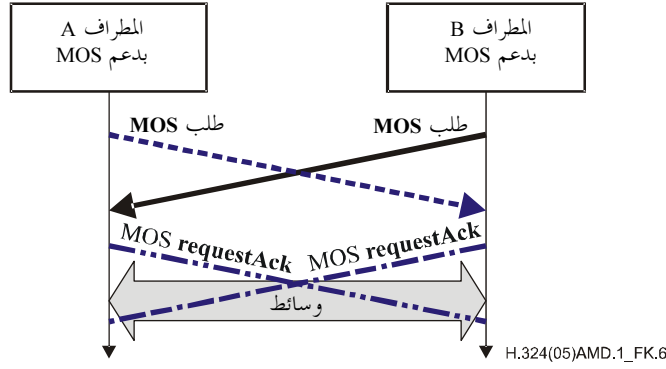 المطراف A
بدعم MOS
المطراف B
بدعم MOS
طلب MOS
طلب MOS
MOS requestAck
MOS requestAck
وسائط
H.324(05)AMD.1_FK.6